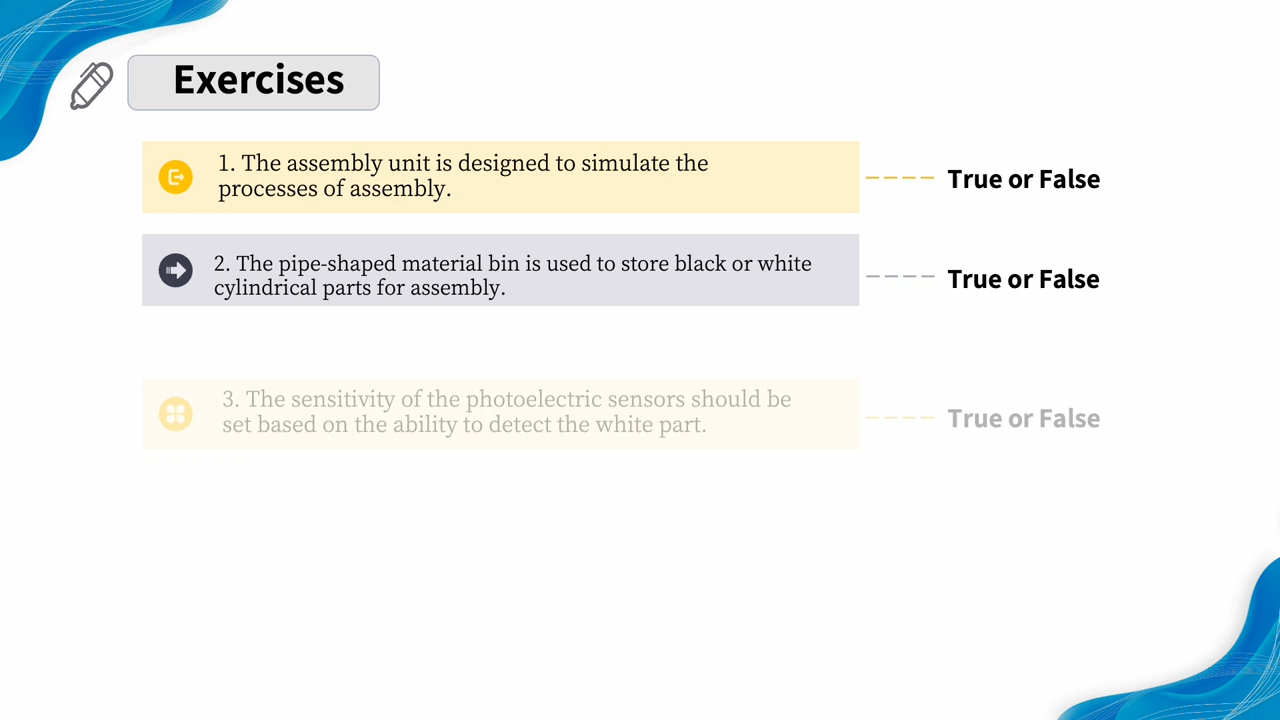 Exercises
1. The assembly unit is designed to simulate the
processes of assembly.
True or False
2. The pipe-shaped material bin is used to store black or white
cylindrical parts for assembly.
True or False
3. The sensitivity of the photoelectric sensors should be
set based on the ability to detect the white part.
True or False